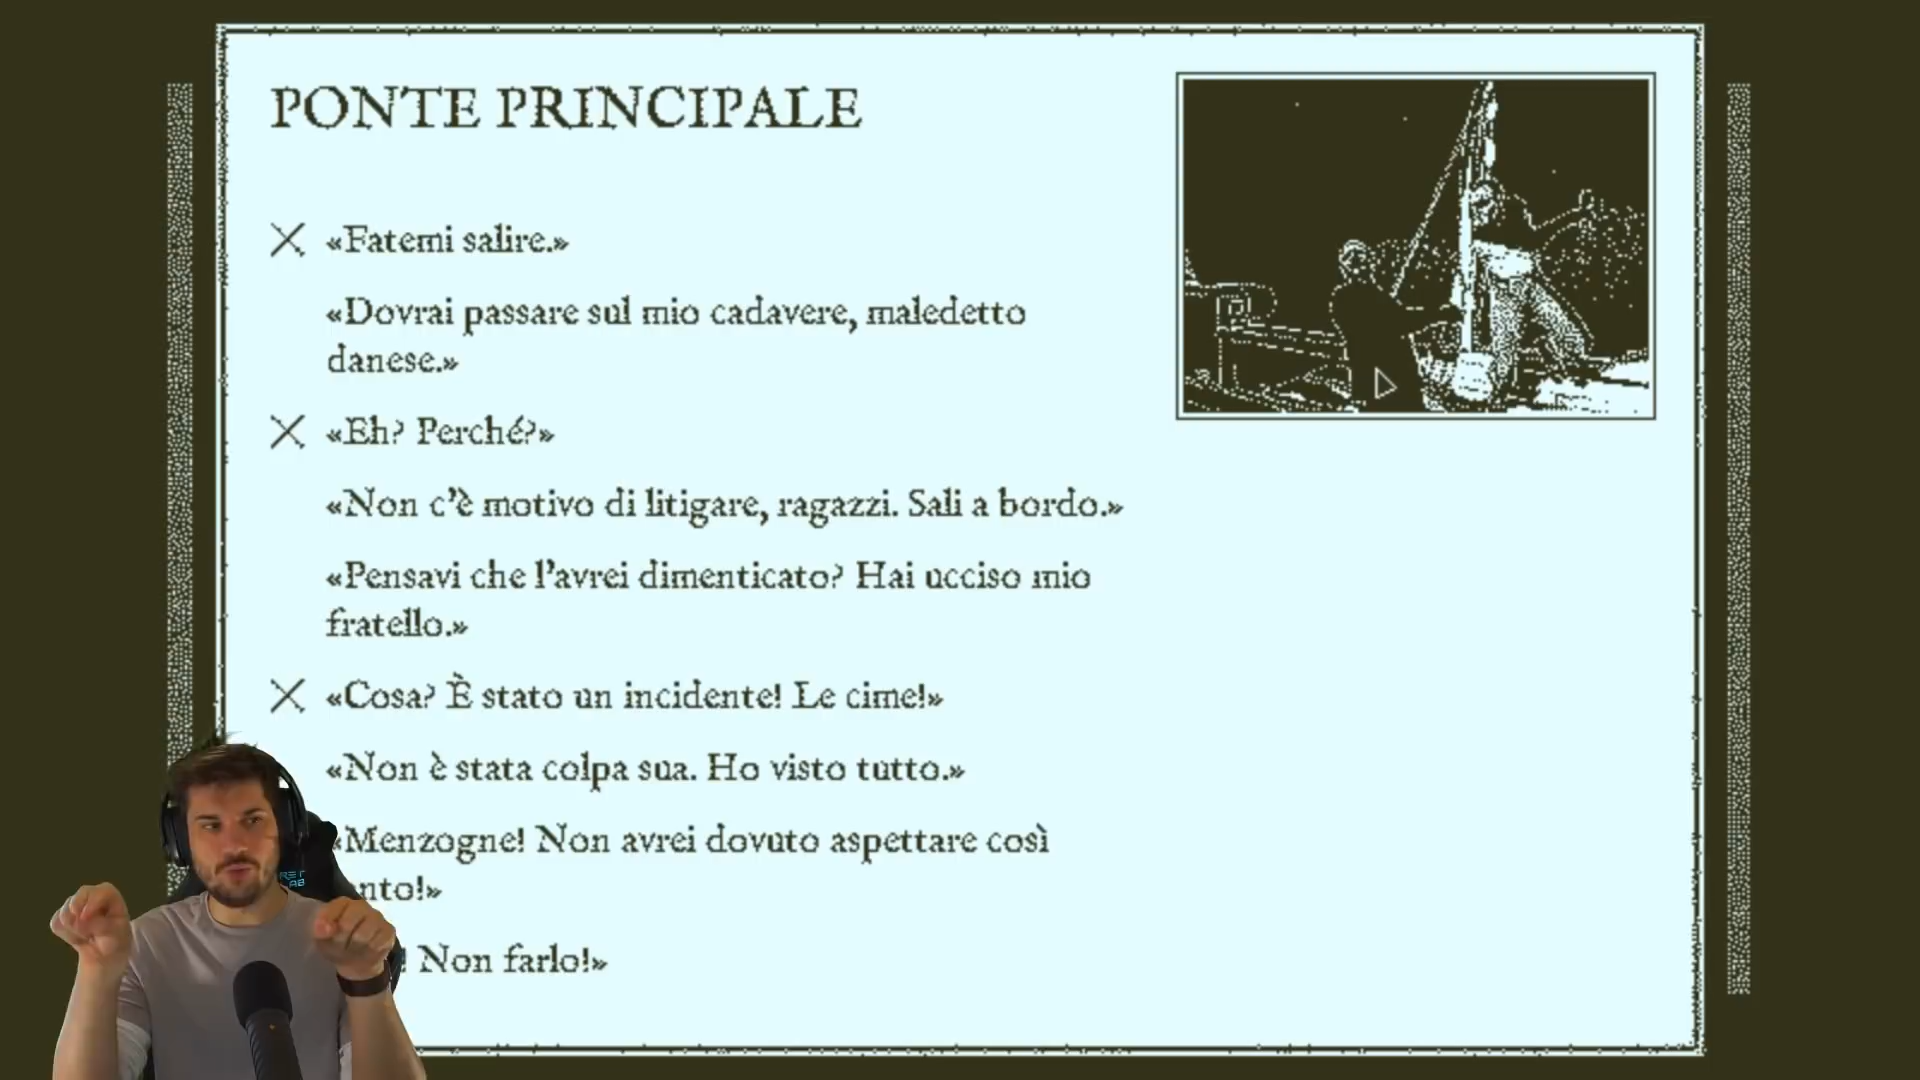 PONTE PRINCIPALE
«Fatemi salire.»
«Dovrai passare sul mio cadavere, maledetto
danese.»
«Eh? Perché?»
«Non c'è motivo di litigare, ragazzi. Sali a bordo.»
«Pensavi che l'avrei dimenticato? Hai ucciso mio
fratello.»
«Cosa? È stato un incidente! Le cime!»
«Non è stata colpa sua. Ho visto tutto.»
«Menzogne! Non avrei dovuto aspettare così
Non farlo!»